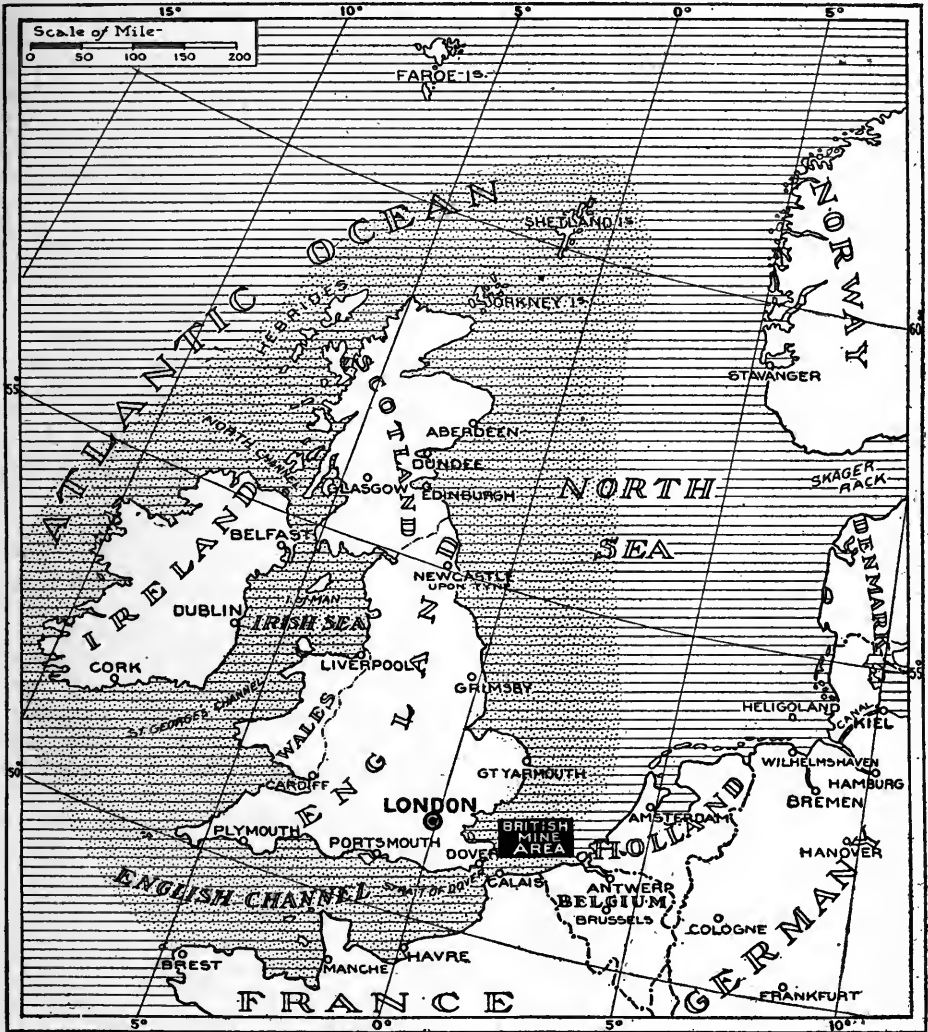 15° 10° 5° 0° 5°
Scale of Mile-
0 50 100 150 200
FAROE-IS.
NORWAY
ATLANTIC OCEAN
SHETLAND IS.
ORKNEY IS.
HEBRIDES
60°
STAVANGER
55°
SCOTLAND
ABERDEEN
NORTH CHANNEL
DUNDEE
GLASGOW
EDINBURGH
NORTH
SEA
SKAGER
RACK
IRELAND
BELFAST
DENMARK
NEWCASTLE
UPON TYNE
I. OF MAN
DUBLIN
IRISH SEA
ENGLAND
LIVERPOOL
CORK
GRIMSBY
55°
ST. GEORGES CHANNEL
WALES
HELIGOLAND
CANAL
KIEL
50°
CARDIFF
GT YARMOUTH
WILHELMSHAVEN
HAMBURG
BREMEN
LONDON
AMSTERDAM
HOLLAND
BRITISH
MINE
AREA
PLYMOUTH
PORTSMOUTH
DOVER
HANOVER
STRAIT OF DOVER
CALAIS
ENGLISH CHANNEL
ANTWERP
BELGIUM
BRUSSELS
COLOGNE
GERMANY
BREST
MANCHE
HAVRE
FRANCE
FRANKFURT
5° 0° 5° 10°